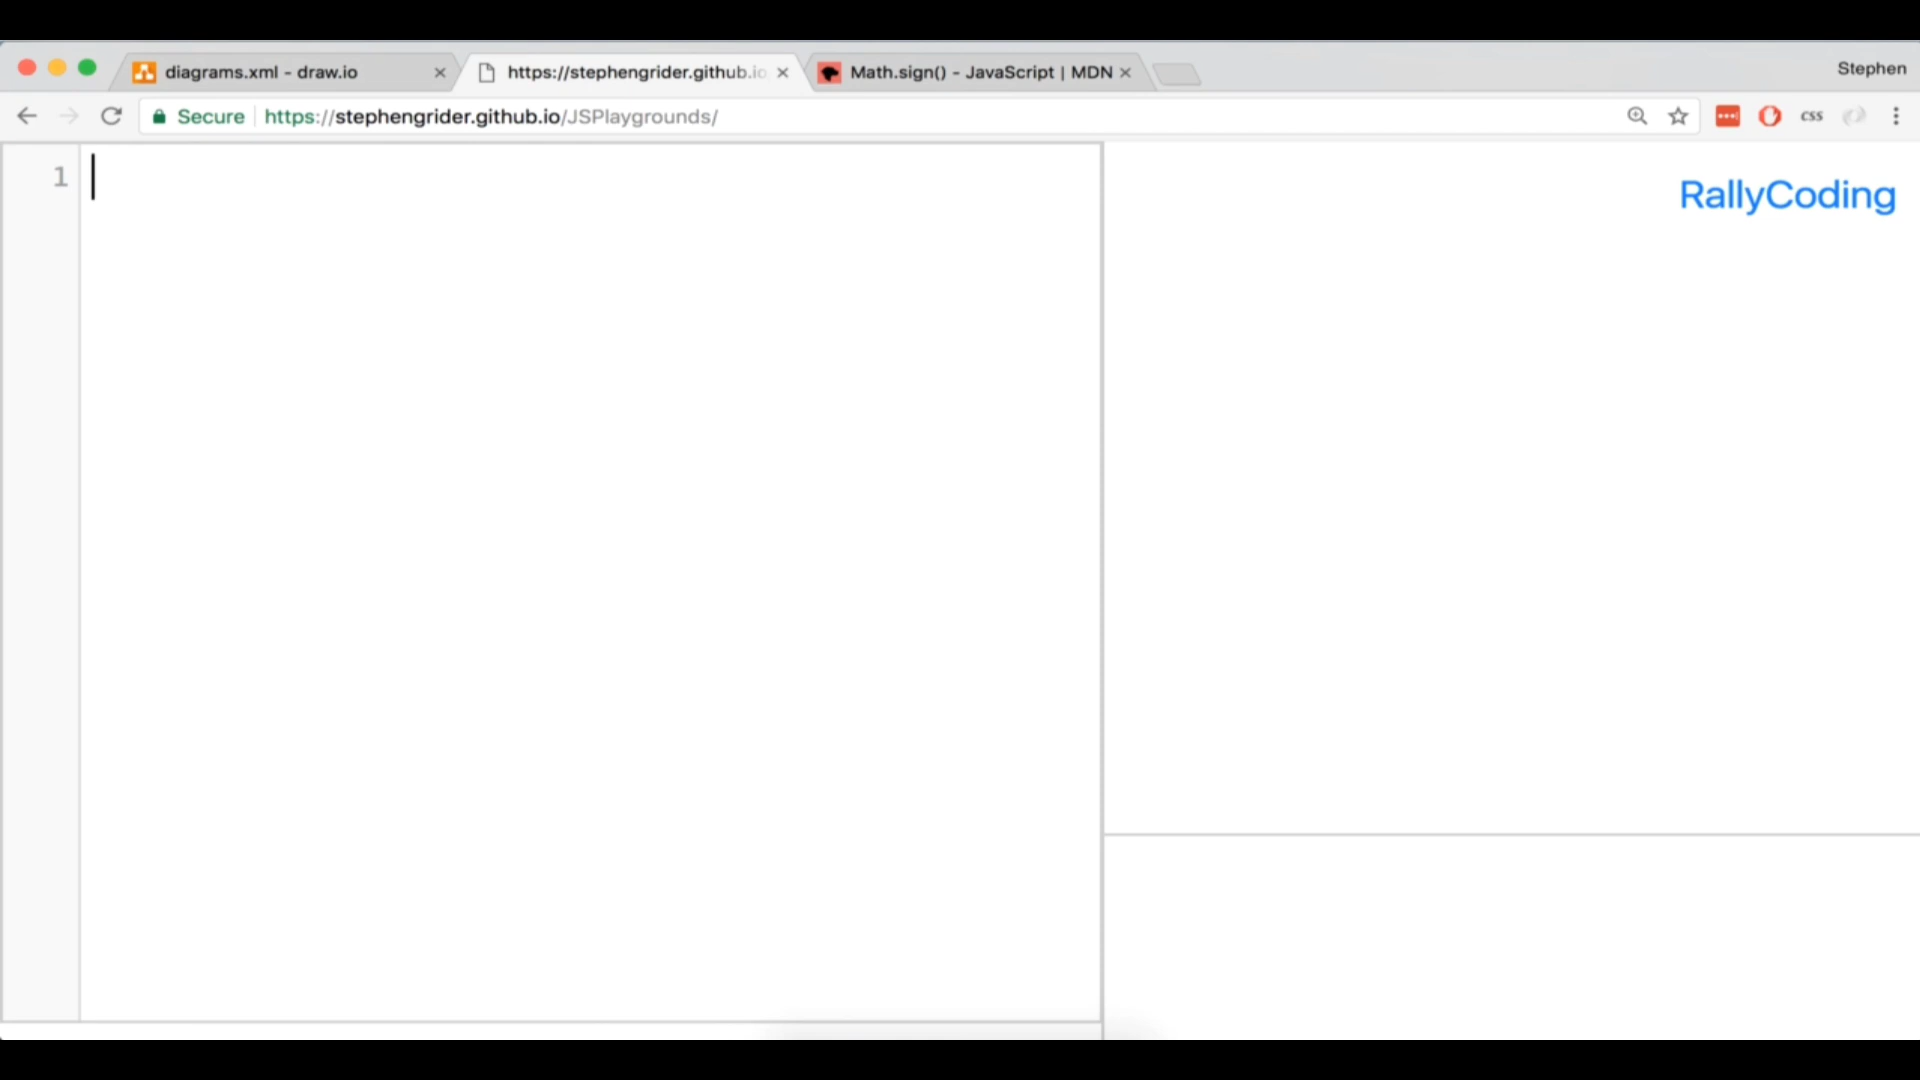 diagrams.xml - draw.io
https://stephengrider.github.io
Math.sign() - JavaScript | MDN
Stephen
Secure
https://stephengrider.github.io/JSPlaygrounds/
css
1
RallyCoding